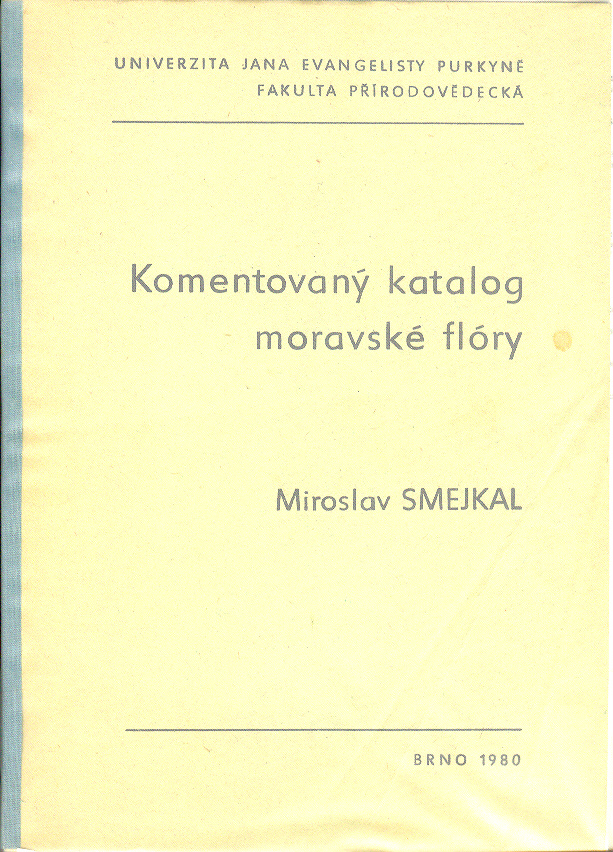 UNIVERZITA JANA EVANGELISTY PURKYNĚ
FAKULTA PŘÍRODOVĚDECKÁ
Komentovaný katalog
moravské flóry
Miroslav SMEJKAL
BRNO 1980